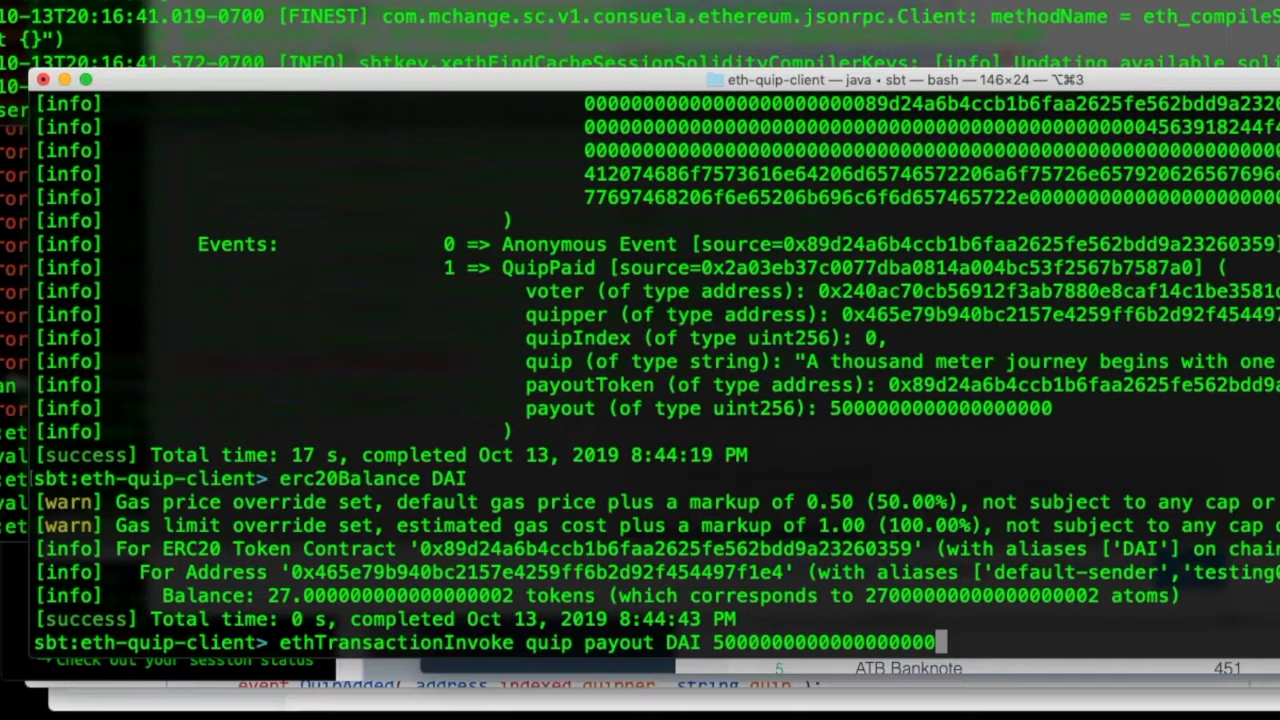 10-13T20:16:41.019-0700 [FINEST] com.mchange.sc.v1.consuela.ethereum.jsonrpc.Client: methodName = eth_compileS
t {}")
10-13T20:16:41.572-0700 [INFO] sbtkey.xethFindCacheSessionSolidityCompilerKeys: [info] Updating available soli
eth-quip-client — java • sbt — bash — 146×24 — ⌥⌘3
[info] 00000000000000000000000089d24a6b4ccb1b6faa2625fe562bdd9a2326
[info]
[info]
[info] 412074686f7573616e64206d65746572206a6f75726e657920626567696e
[info]
[info] )
[info] Events: 0 => Anonymous Event [source=0x89d24a6b4ccb1b6faa2625fe562bdd9a23260359]
[info] 1 => QuipPaid [source=0x2a03eb37c0077dba0814a004bc53f2567b7587a0] (
[info] voter (of type address): 0x240ac70cb56912f3ab7880e8caf14c1be3581c
[info] quipper (of type address): 0x465e79b940bc2157e4259ff6b2d92f454497
[info] quipIndex (of type uint256): 0,
[info] quip (of type string): "A thousand meter journey begins with one
[info] payoutToken (of type address): 0x89d24a6b4ccb1b6faa2625fe562bdd9a
[info] payout (of type uint256): 5000000000000000000
[info] )
[success] Total time: 17 s, completed Oct 13, 2019 8:44:19 PM
sbt:eth-quip-client> erc20Balance DAI
[warn] Gas price override set, default gas price plus a markup of 0.50 (50.00%), not subject to any cap or
[warn] Gas limit override set, estimated gas cost plus a markup of 1.00 (100.00%), not subject to any cap
[info] For ERC20 Token Contract '0x89d24a6b4ccb1b6faa2625fe562bdd9a23260359' (with aliases ['DAI'] on chain
[info] For Address '0x465e79b940bc2157e4259ff6b2d92f454497f1e4' (with aliases ['default-sender','testing
[info] Balance: 27.000000000000000002 tokens (which corresponds to 27000000000000000002 atoms)
[success] Total time: 0 s, completed Oct 13, 2019 8:44:43 PM
sbt:eth-quip-client> ethTransactionInvoke quip payout DAI 5000000000000000000
Check out your session status
5 ATB Banknote 451
event QuipAdded( address indexed quipper, string quip );